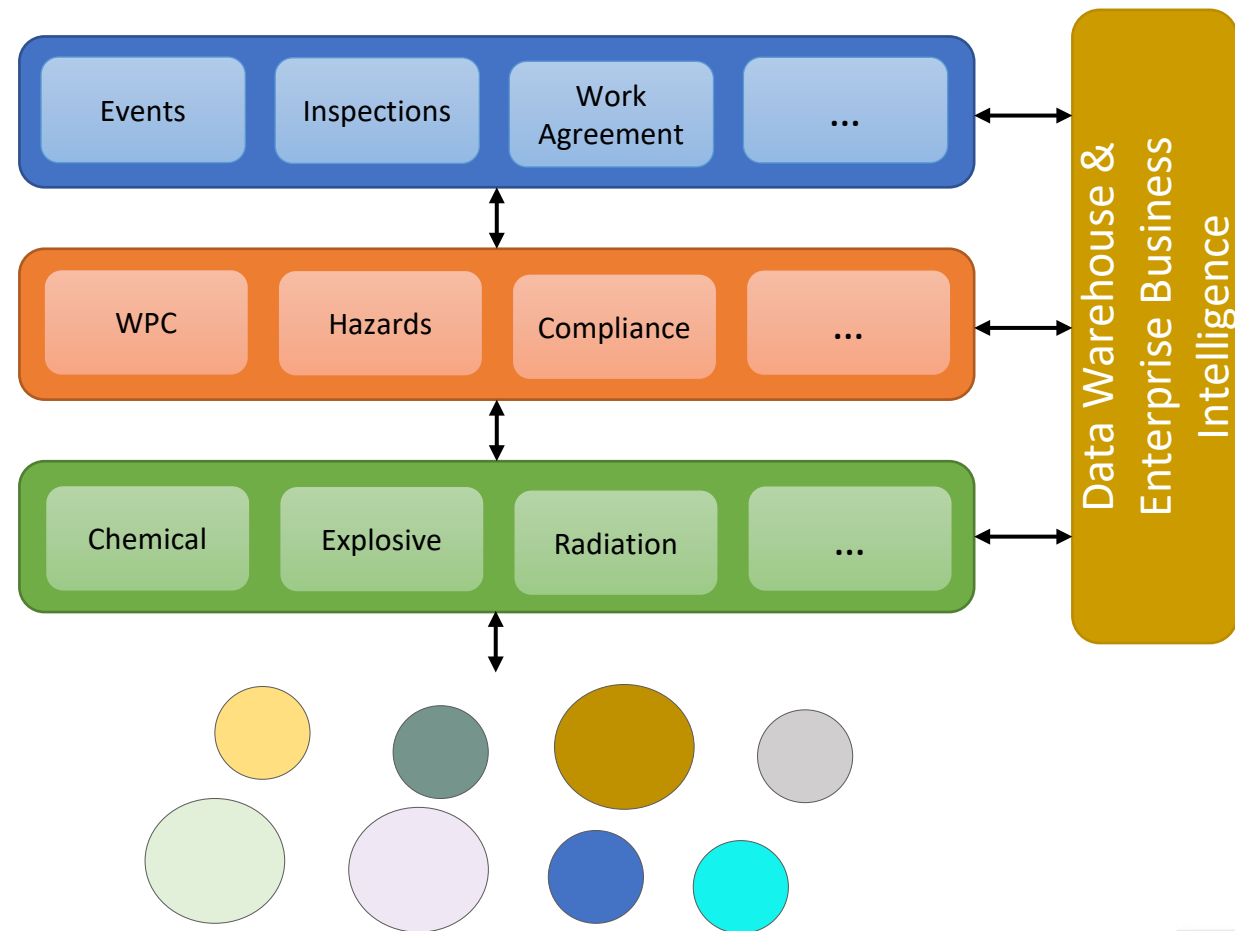 Events
Inspections
Work
Agreement
...
WPC
Hazards
Compliance
...
Chemical
Explosive
Radiation
...
Data Warehouse &
Enterprise Business
Intelligence